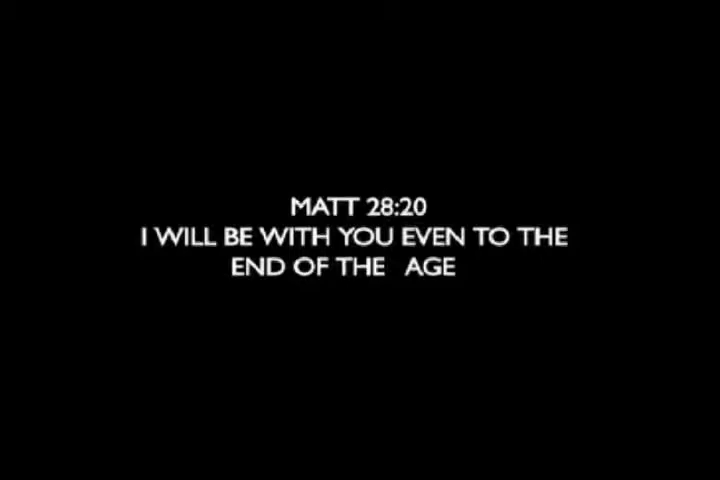 MATT 28:20
I WILL BE WITH YOU EVEN TO THE
END OF THE   AGE